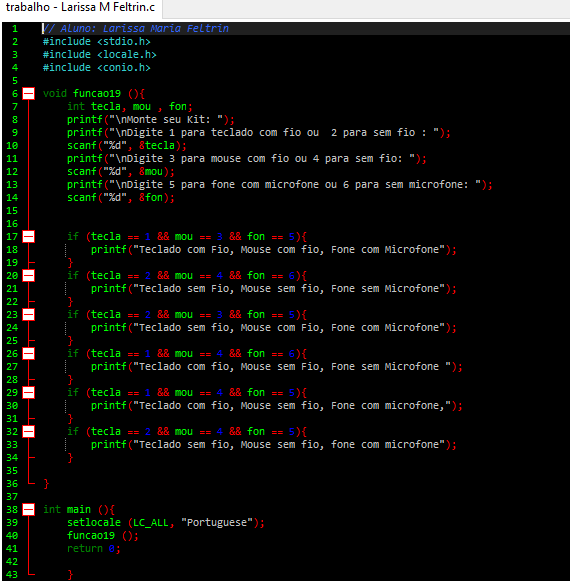 trabalho - Larissa M Feltrin.c
1 // Aluno: Larissa Maria Feltrin
2 #include <stdio.h>
3 #include <locale.h>
4 #include <conio.h>
5
6 void funcao19 (){
7 int tecla, mou , fon;
8 printf("\nMonte seu Kit: ");
9 printf("\nDigite 1 para teclado com fio ou  2 para sem fio : ");
10 scanf("%d", &tecla);
11 printf("\nDigite 3 para mouse com fio ou 4 para sem fio: ");
12 scanf("%d", &mou);
13 printf("\nDigite 5 para fone com microfone ou 6 para sem microfone: ");
14 scanf("%d", &fon);
15
16
17 if (tecla == 1 && mou == 3 && fon == 5){
18 printf("Teclado com Fio, Mouse com fio, Fone com Microfone");
19 }
20 if (tecla == 2 && mou == 4 && fon == 6){
21 printf("Teclado sem Fio, Mouse sem fio, Fone sem Microfone");
22 }
23 if (tecla == 2 && mou == 3 && fon == 5){
24 printf("Teclado sem fio, Mouse com Fio, Fone com Microfone");
25 }
26 if (tecla == 1 && mou == 4 && fon == 6){
27 printf("Teclado com fio, Mouse sem Fio, Fone sem Microfone ");
28 }
29 if (tecla == 1 && mou == 4 && fon == 5){
30 printf("Teclado com fio, Mouse sem fio, Fone com microfone,");
31 }
32 if (tecla == 2 && mou == 4 && fon == 5){
33 printf("Teclado sem fio, Mouse sem fio, fone com microfone");
34 }
35
36 }
37
38 int main (){
39 setlocale (LC_ALL, "Portuguese");
40 funcao19 ();
41 return 0;
42
43 }